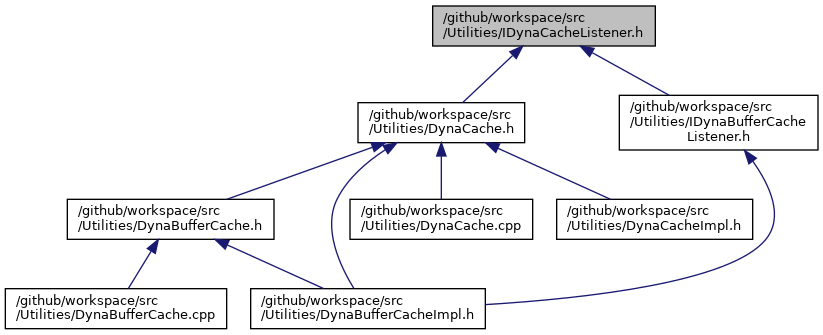 /github/workspace/src
/Utilities/IDynaCacheListener.h
/github/workspace/src
/Utilities/DynaCache.h
/github/workspace/src
/Utilities/IDynaBufferCache
Listener.h
/github/workspace/src
/Utilities/DynaBufferCache.h
/github/workspace/src
/Utilities/DynaCache.cpp
/github/workspace/src
/Utilities/DynaCacheImpl.h
/github/workspace/src
/Utilities/DynaBufferCache.cpp
/github/workspace/src
/Utilities/DynaBufferCacheImpl.h